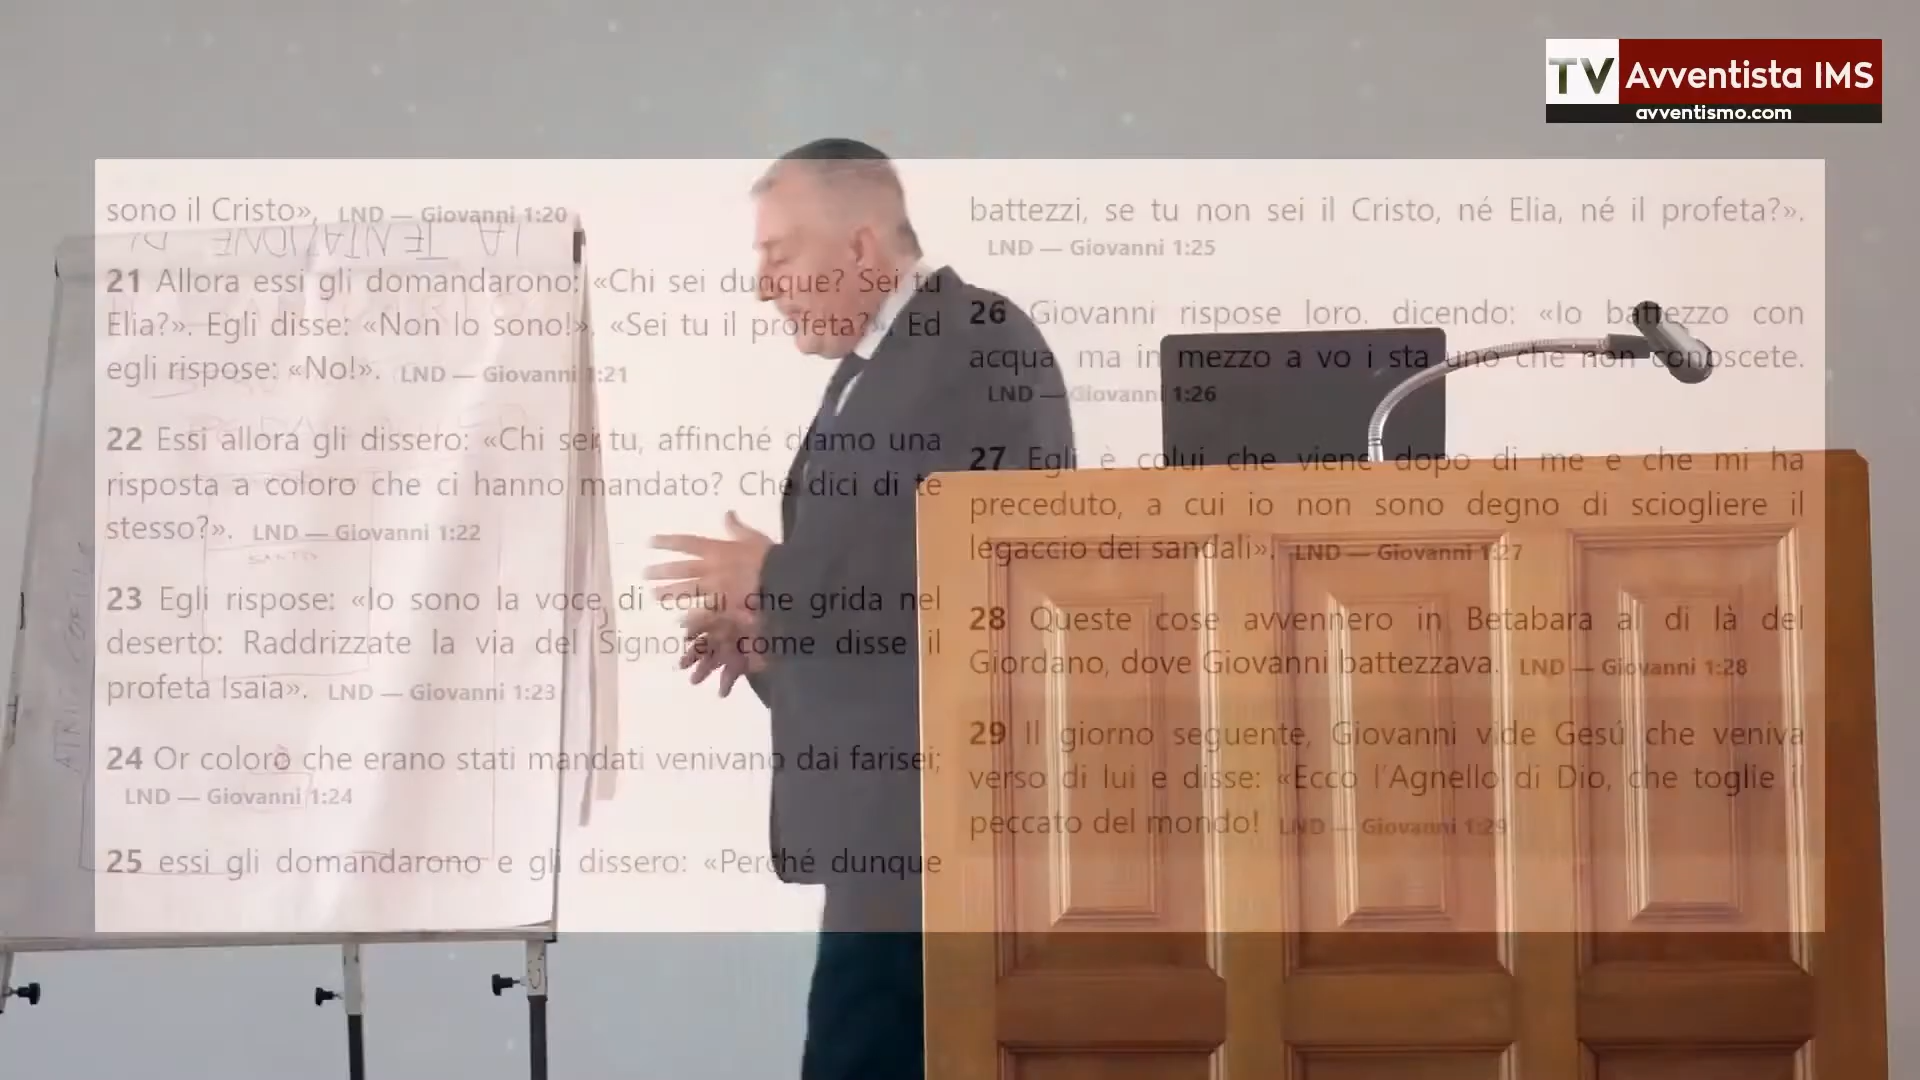 TV Avventista IMS
avventismo.com
sono il Cristo», LND — Giovanni 1:20
LA TENTAZIONE DI
21 Allora essi gli domandarono: «Chi sei dunque? Sei tu
Elia?». Egli disse: «Non lo sono!». «Sei tu il profeta?». Ed
egli rispose: «No!». LND — Giovanni 1:21
22 Essi allora gli dissero: «Chi sei tu, affinché diamo una
risposta a coloro che ci hanno mandato? Che dici di te
stesso?». LND — Giovanni 1:22
SANTO
23 Egli rispose: «Io sono la voce di colui che grida nel
deserto: Raddrizzate la via del Signore, come disse il
profeta Isaia». LND — Giovanni 1:23
24 Or coloro che erano stati mandati venivano dai farisei;
LND — Giovanni 1:24
25 essi gli domandarono e gli dissero: «Perché dunque
battezzi, se tu non sei il Cristo, né Elia, né il profeta?».
LND — Giovanni 1:25
26 Giovanni rispose loro. dicendo: «Io battezzo con
acqua, ma in mezzo a vo i sta uno che non conoscete.
LND — Giovanni 1:26
27 Egli è colui che viene dopo di me e che mi ha
preceduto, a cui io non sono degno di sciogliere il
legaccio dei sandali». LND — Giovanni 1:27
28 Queste cose avvennero in Betabara al di là del
Giordano, dove Giovanni battezzava. LND — Giovanni 1:28
29 Il giorno seguente, Giovanni vide Gesú che veniva
verso di lui e disse: «Ecco l'Agnello di Dio, che toglie il
peccato del mondo! LND — Giovanni 1:29